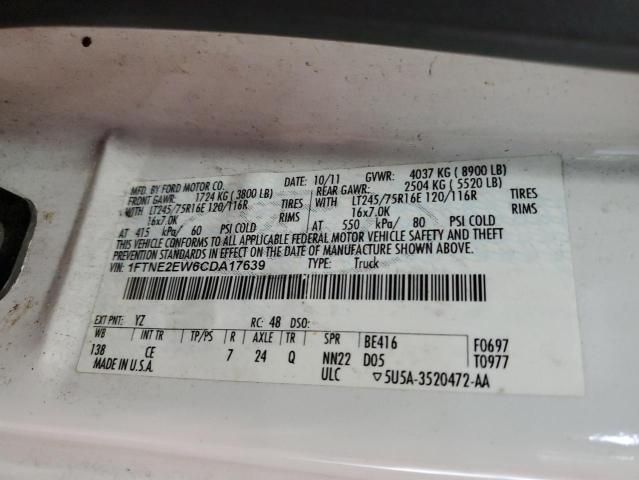 MFD. BY FORD MOTOR CO.
DATE: 10/11 GVWR: 4037 KG ( 8900 LB)
FRONT GAWR: 1724 KG ( 3800 LB) REAR GAWR: 2504 KG ( 5520 LB)
WITH LT245/75R16E 120/116R TIRES WITH LT245/75R16E 120/116R TIRES
16x7.0K RIMS 16x7.0K RIMS
AT 415 kPa/ 60 PSI COLD AT 550 kPa/ 80 PSI COLD
THIS VEHICLE CONFORMS TO ALL APPLICABLE FEDERAL MOTOR VEHICLE SAFETY AND THEFT
PREVENTION STANDARDS IN EFFECT ON THE DATE OF MANUFACTURE SHOWN ABOVE.
VIN: 1FTNE2EW6CDA17639 TYPE: Truck
EXT PNT: YZ RC: 48 DSO:
WB INT TR TP/PS R AXLE TR SPR BE416 F0697
138 CE 7 24 Q NN22 D05 T0977
MADE IN U.S.A. ULC ▽5U5A-3520472-AA